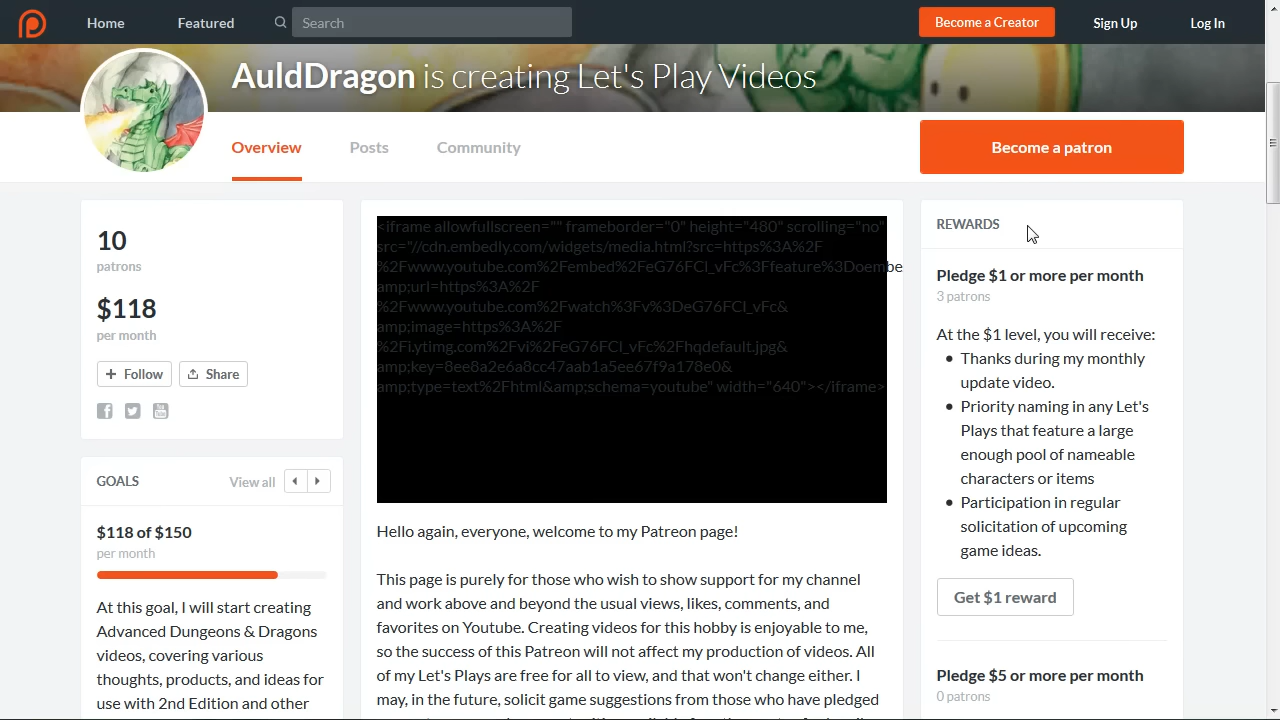 Home
Featured
Search
Become a Creator
Sign Up
Log In
AuldDragon is creating Let's Play Videos
Overview
Posts
Community
Become a patron
10
patrons
$118
per month
+ Follow
Share
GOALS
View all
$118 of $150
per month
At this goal, I will start creating
Advanced Dungeons & Dragons
videos, covering various
thoughts, products, and ideas for
use with 2nd Edition and other
<iframe allowfullscreen="" frameborder="0" height="480" scrolling="no"
src="//cdn.embedly.com/widgets/media.html?src=https%3A%2F
%2Fwww.youtube.com%2Fembed%2FeG76FCl_vFc%3Ffeature%3Doembe
amp;url=https%3A%2F
%2Fwww.youtube.com%2Fwatch%3Fv%3DeG76FCl_vFc&
amp;image=https%3A%2F
%2Fi.ytimg.com%2Fvi%2FeG76FCl_vFc%2Fhqdefault.jpg&
amp;key=8ee8a2e6a8cc47aab1a5ee67f9a178e0&
amp;type=text%2Fhtml&amp;schema=youtube" width="640"></iframe>
Hello again, everyone, welcome to my Patreon page!
This page is purely for those who wish to show support for my channel
and work above and beyond the usual views, likes, comments, and
favorites on Youtube. Creating videos for this hobby is enjoyable to me,
so the success of this Patreon will not affect my production of videos. All
of my Let's Plays are free for all to view, and that won't change either. I
may, in the future, solicit game suggestions from those who have pledged
REWARDS
Pledge $1 or more per month
3 patrons
At the $1 level, you will receive:
Thanks during my monthly
update video.
Priority naming in any Let's
Plays that feature a large
enough pool of nameable
characters or items
Participation in regular
solicitation of upcoming
game ideas.
Get $1 reward
Pledge $5 or more per month
0 patrons